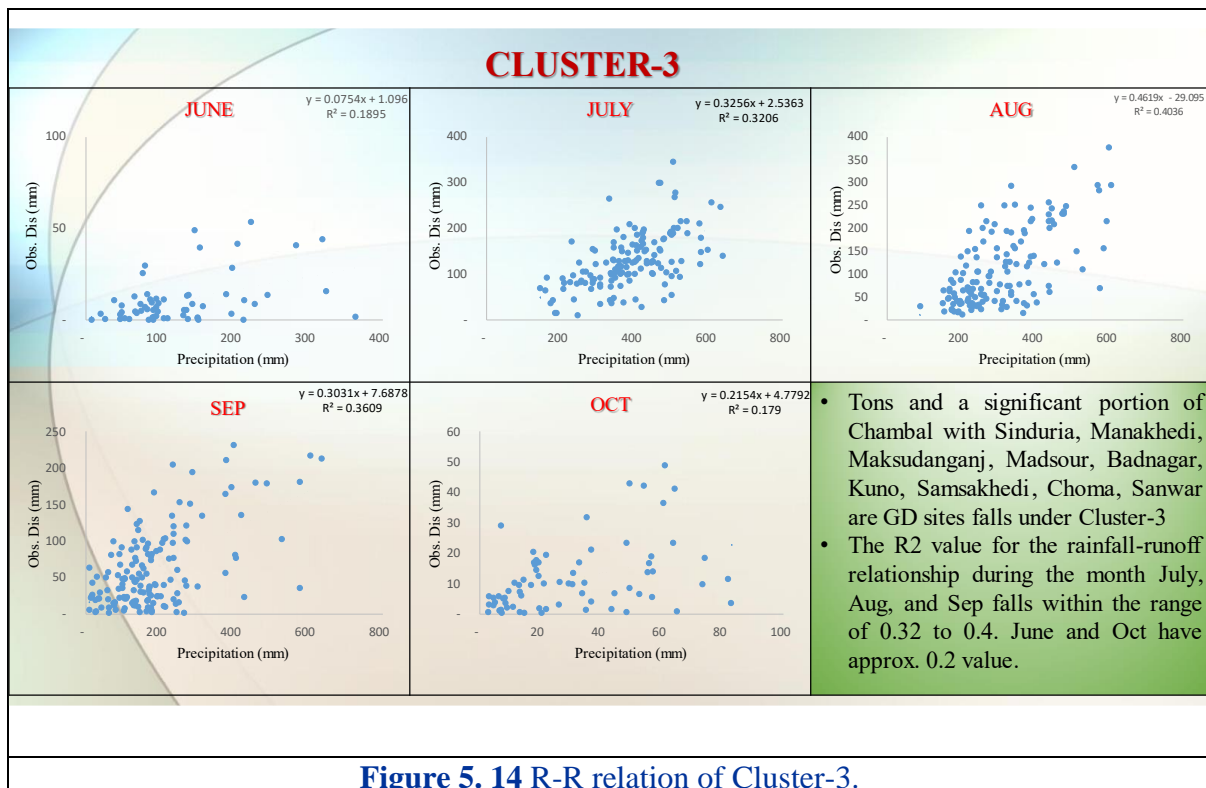 CLUSTER-3
JUNE
y = 0.0754x + 1.096
R² = 0.1895
100
50
-
Obs. Dis (mm)
- 100 200 300 400
Precipitation (mm)
JULY
y = 0.3256x + 2.5363
R² = 0.3206
400
300
200
100
-
Obs. Dis (mm)
- 200 400 600 800
Precipitation (mm)
AUG
y = 0.4619x - 29.095
R² = 0.4036
400
350
300
250
200
150
100
50
-
Obs. Dis (mm)
- 200 400 600 800
Precipitation (mm)
SEP
y = 0.3031x + 7.6878
R² = 0.3609
250
200
150
100
50
-
Obs. Dis (mm)
- 200 400 600 800
Precipitation (mm)
OCT
y = 0.2154x + 4.7792
R² = 0.179
60
50
40
30
20
10
-
Obs. Dis (mm)
- 20 40 60 80 100
Precipitation (mm)
• Tons and a significant portion of
Chambal with Sinduria, Manakhedi,
Maksudanganj, Madsour, Badnagar,
Kuno, Samsakhedi, Choma, Sanwar
are GD sites falls under Cluster-3
• The R2 value for the rainfall-runoff
relationship during the month July,
Aug, and Sep falls within the range
of 0.32 to 0.4. June and Oct have
approx. 0.2 value.
Figure 5. 14 R-R relation of Cluster-3.